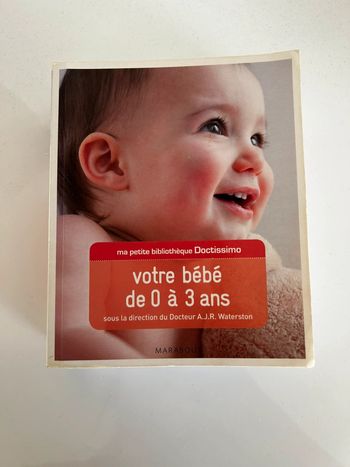 ma petite bibliothèque Doctissimo
votre bébé
de 0 à 3 ans
sous la direction du Docteur A.J.R. Waterston
MARABOUT